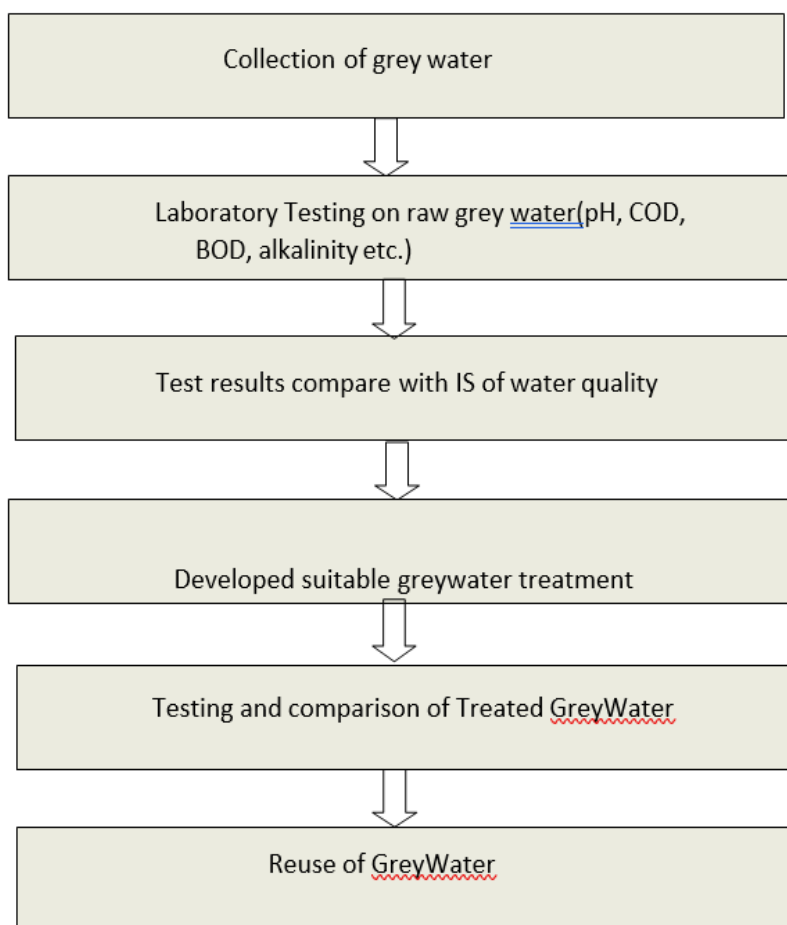 Collection of grey water
Laboratory Testing on raw grey water(pH, COD,
BOD, alkalinity etc.)
Test results compare with IS of water quality
Developed suitable greywater treatment
Testing and comparison of Treated GreyWater
Reuse of GreyWater